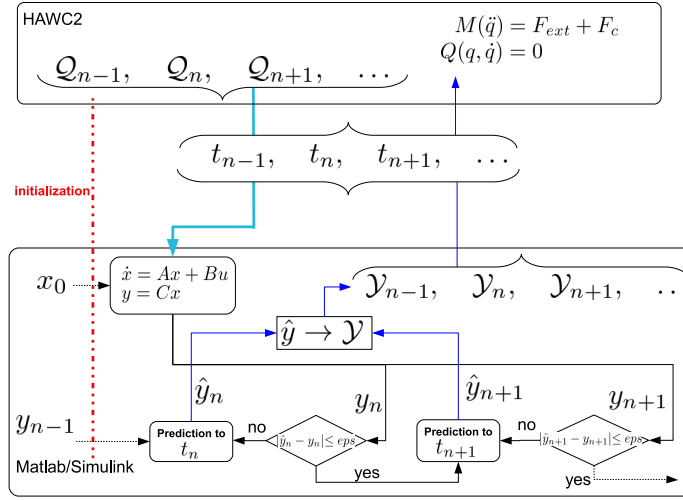 HAWC2
M(q̈) = F_{ext} + F_c
Q(q, q̇) = 0
𝒬_{n−1}, 𝒬_n, 𝒬_{n+1}, ...
t_{n−1}, t_n, t_{n+1}, ...
initialization
ẋ = Ax + Bu
y = Cx
x_0
𝒴_{n−1}, 𝒴_n, 𝒴_{n+1}, ..
ŷ → 𝒴
ŷ_n
y_n
ŷ_{n+1}
y_{n+1}
y_{n−1}
Prediction to
t_n
no
|ŷ_n − y_n| ≤ eps
yes
Prediction to
t_{n+1}
no
|ŷ_{n+1} − y_{n+1}| ≤ eps
yes
Matlab/Simulink